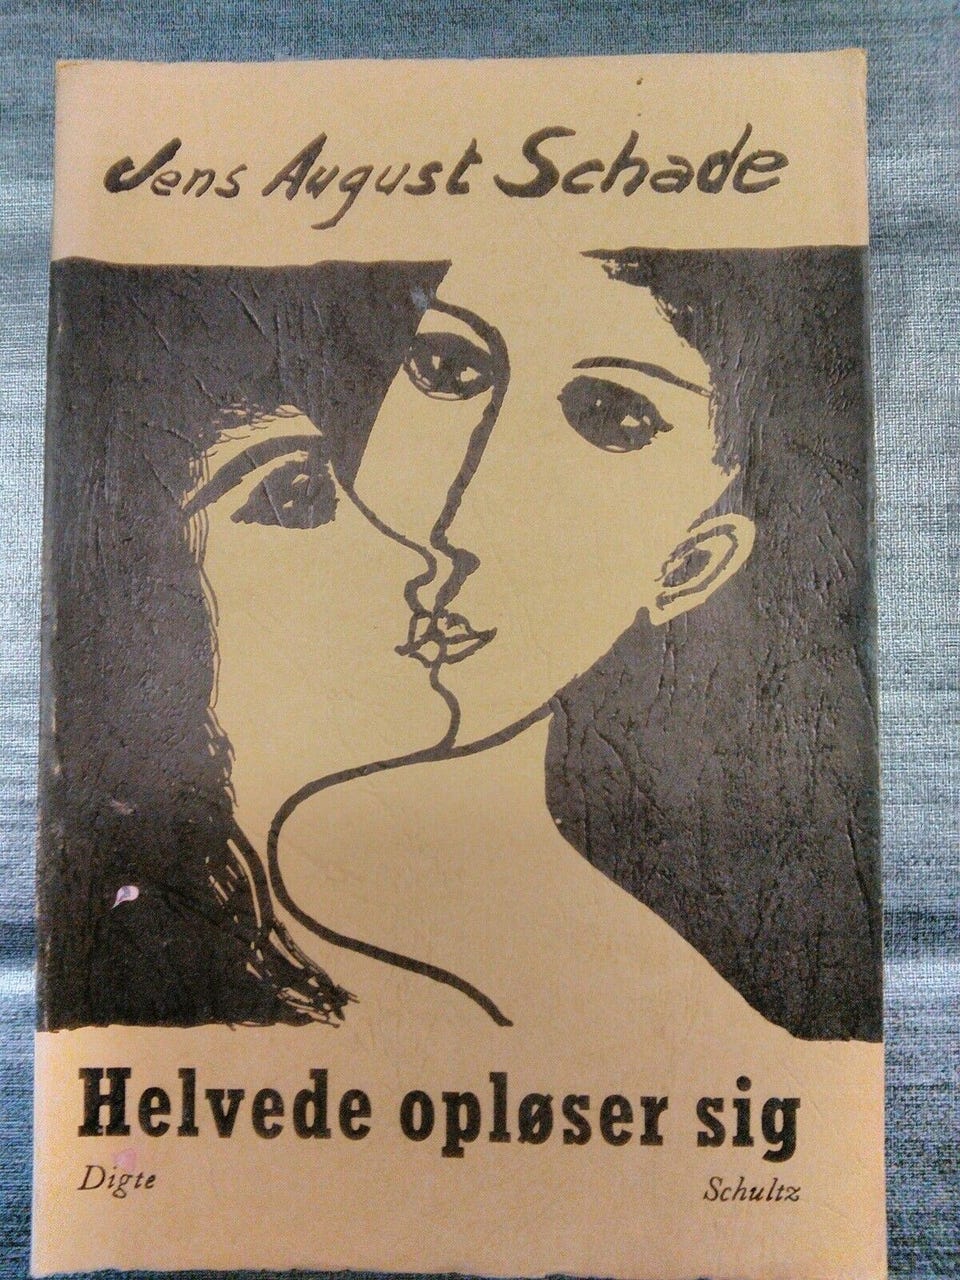 Jens August Schade
Helvede opløser sig
Digte Schultz